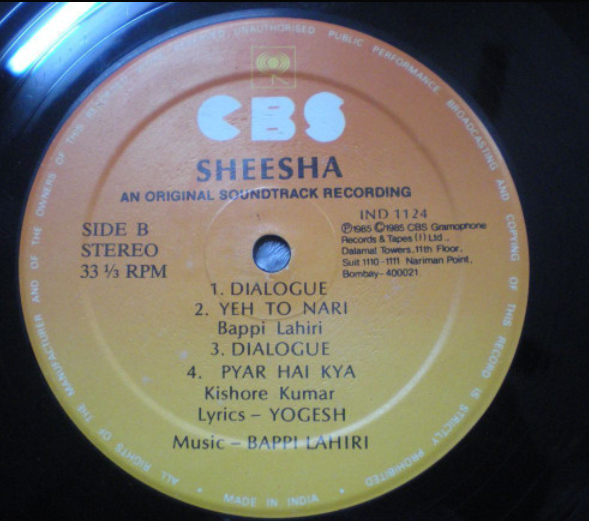 CBS
SHEESHA
AN ORIGINAL SOUNDTRACK RECORDING
SIDE B
STEREO
33 ⅓ RPM
IND 1124
Ⓟ1985 ©1985 CBS Gramophone
Records & Tapes (I) Ltd.,
Dalamal Towers, 11th Floor,
Suit 1110-1111 Nariman Point,
Bombay-400021
1. DIALOGUE
2. YEH TO NARI
Bappi Lahiri
3. DIALOGUE
4. PYAR HAI KYA
Kishore Kumar
Lyrics – YOGESH
Music – BAPPI LAHIRI
ALL RIGHTS OF THE MANUFACTURER AND OF THE OWNERS OF THIS UNAUTHORISED PUBLIC PERFORMANCE BROADCASTING AND COPYING OF THIS RECORD IS STRICTLY PROHIBITED
MADE IN INDIA